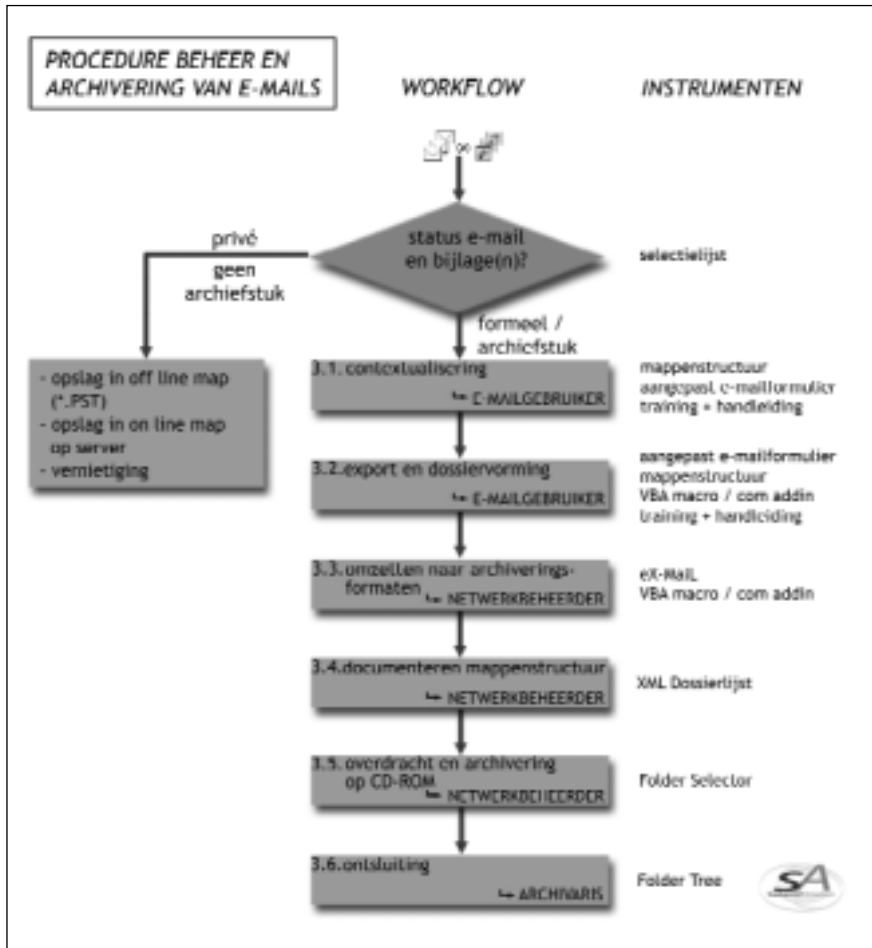 PROCEDURE BEHEER EN
ARCHIVERING VAN E-MAILS
WORKFLOW
INSTRUMENTEN
status e-mail
en bijlage(n)?
selectielijst
privé
geen
archiefstuk
formeel /
archiefstuk
- opslag in off line map
(*.PST)
- opslag in on line map
op server
- vernietiging
3.1. contextualisering
↳ E-MAILGEBRUIKER
mappenstructuur
aangepast e-mailformulier
training + handleiding
3.2. export en dossiervorming
↳ E-MAILGEBRUIKER
aangepast e-mailformulier
mappenstructuur
VBA macro / com addin
training + handleiding
3.3. omzetten naar archiverings-
formaten
↳ NETWERKBEHEERDER
eX-MaiL
VBA macro / com addin
3.4. documenteren mappenstructuur
↳ NETWERKBEHEERDER
XML Dossierlijst
3.5. overdracht en archivering
op CD-ROM
↳ NETWERKBEHEERDER
Folder Selector
3.6. ontsluiting
↳ ARCHIVARIS
Folder Tree
SA